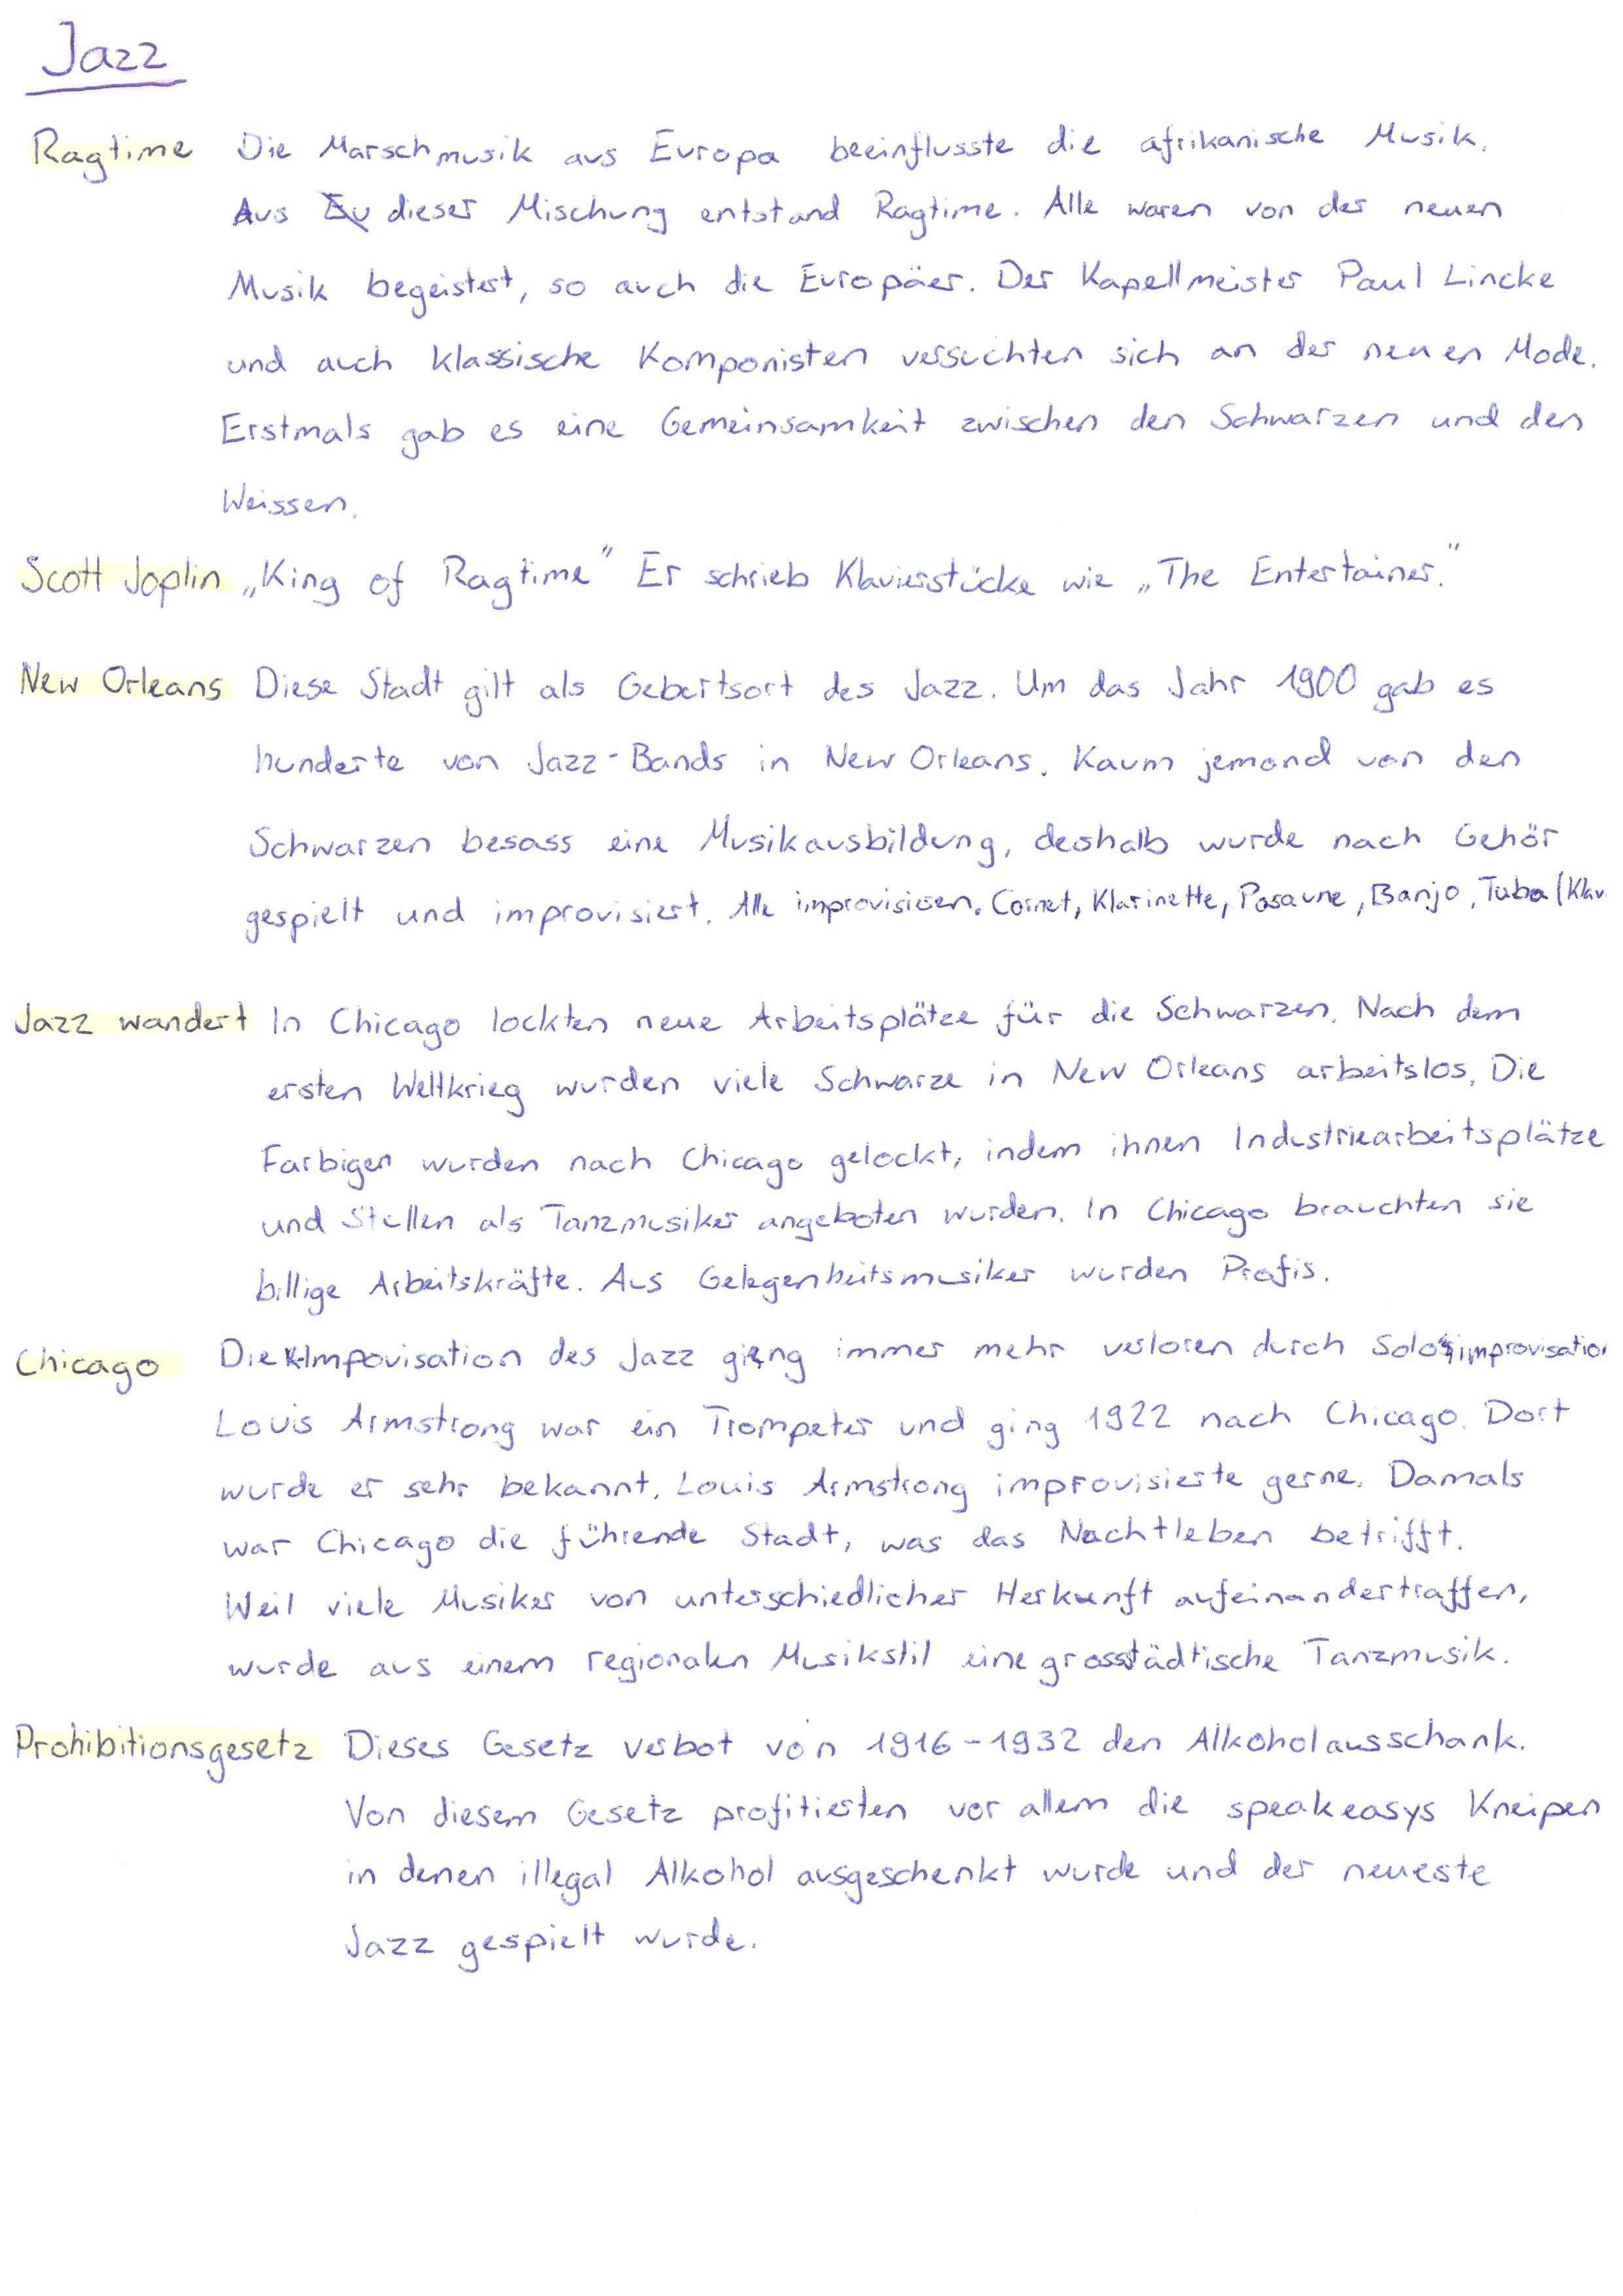 Jazz
Ragtime Die Marschmusik aus Europa beeinflusste die afrikanische Musik.
Aus dieser Mischung entstand Ragtime. Alle waren von der neuen
Musik begeistert, so auch die Europäer. Der Kapellmeister Paul Lincke
und auch klassische Komponisten versuchten sich an der neuen Mode.
Erstmals gab es eine Gemeinsamkeit zwischen den Schwarzen und den
Weissen.
Scott Joplin „King of Ragtime" Er schrieb Klavierstücke wie „The Entertainer."
New Orleans Diese Stadt gilt als Gebertsort des Jazz. Um das Jahr 1900 gab es
hunderte von Jazz-Bands in New Orleans. Kaum jemand von den
Schwarzen besass eine Musikausbildung, deshalb wurde nach Gehör
gespielt und improvisiert. Alle improvisieren. Cornet, Klarinette, Posaune, Banjo, Tuba (Klav
Jazz wandert In Chicago lockten neue Arbeitsplätze für die Schwarzen. Nach dem
ersten Weltkrieg wurden viele Schwarze in New Orleans arbeitslos. Die
Farbigen wurden nach Chicago gelockt, indem ihnen Industriearbeitsplätze
und Stellen als Tanzmusiker angeboten wurden. In Chicago brauchten sie
billige Arbeitskräfte. Aus Gelegenheitsmusiker wurden Profis.
Chicago Die Impovisation des Jazz ging immer mehr verloren durch Soloimprovisation
Louis Armstrong war ein Trompeter und ging 1922 nach Chicago. Dort
wurde er sehr bekannt. Louis Armstrong improvisierte gerne. Damals
war Chicago die führende Stadt, was das Nachtleben betrifft.
Weil viele Musiker von unterschiedlicher Herkunft aufeinandertraffen,
wurde aus einem regionalen Musikstil eine grossstädtische Tanzmusik.
Prohibitionsgesetz Dieses Gesetz verbot von 1916-1932 den Alkoholausschank.
Von diesem Gesetz profitierten vor allem die speakeasys Kneipen
in denen illegal Alkohol ausgeschenkt wurde und der neueste
Jazz gespielt wurde.